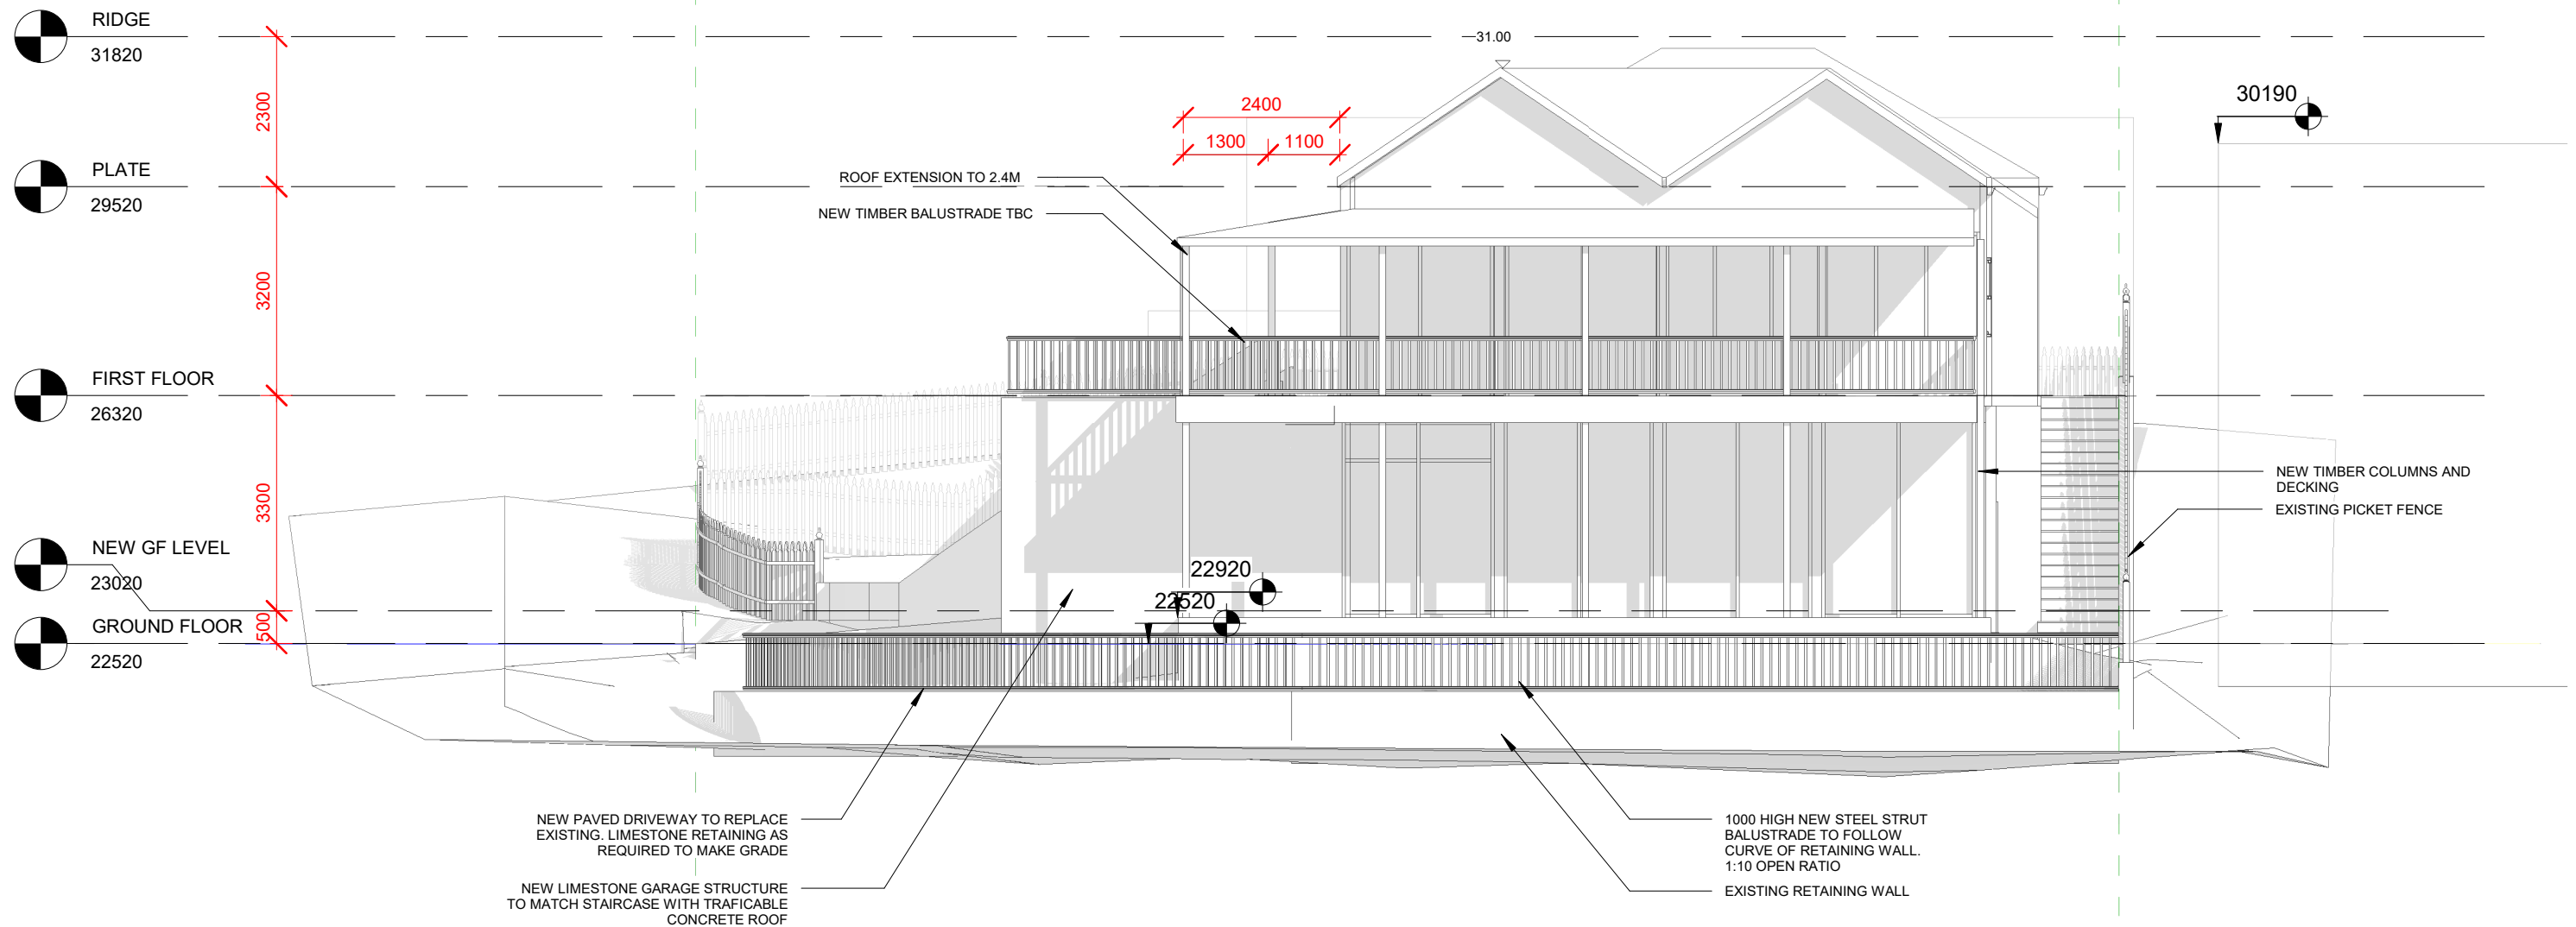 RIDGE
31820
31.00
2300
2400
1300
1100
30190
PLATE
29520
ROOF EXTENSION TO 2.4M
NEW TIMBER BALUSTRADE TBC
3200
FIRST FLOOR
26320
3300
NEW TIMBER COLUMNS AND
DECKING
EXISTING PICKET FENCE
NEW GF LEVEL
23020
22920
22520
500
GROUND FLOOR
22520
NEW PAVED DRIVEWAY TO REPLACE
EXISTING. LIMESTONE RETAINING AS
REQUIRED TO MAKE GRADE
NEW LIMESTONE GARAGE STRUCTURE
TO MATCH STAIRCASE WITH TRAFICABLE
CONCRETE ROOF
1000 HIGH NEW STEEL STRUT
BALUSTRADE TO FOLLOW
CURVE OF RETAINING WALL.
1:10 OPEN RATIO
EXISTING RETAINING WALL